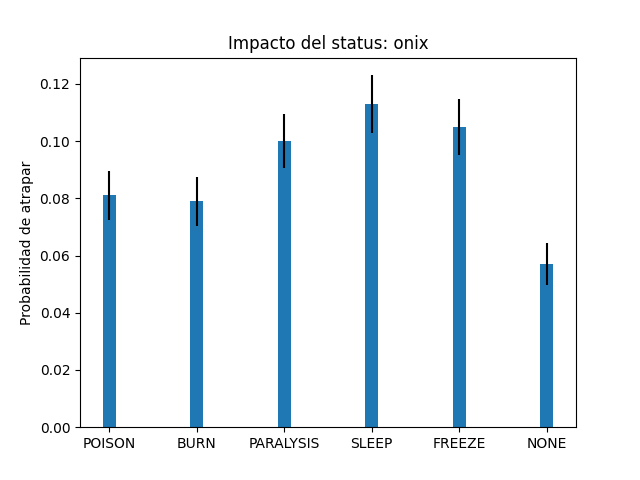 Impacto del status: onix
Probabilidad de atrapar
0.12
0.10
0.08
0.06
0.04
0.02
0.00
POISON BURN PARALYSIS SLEEP FREEZE NONE